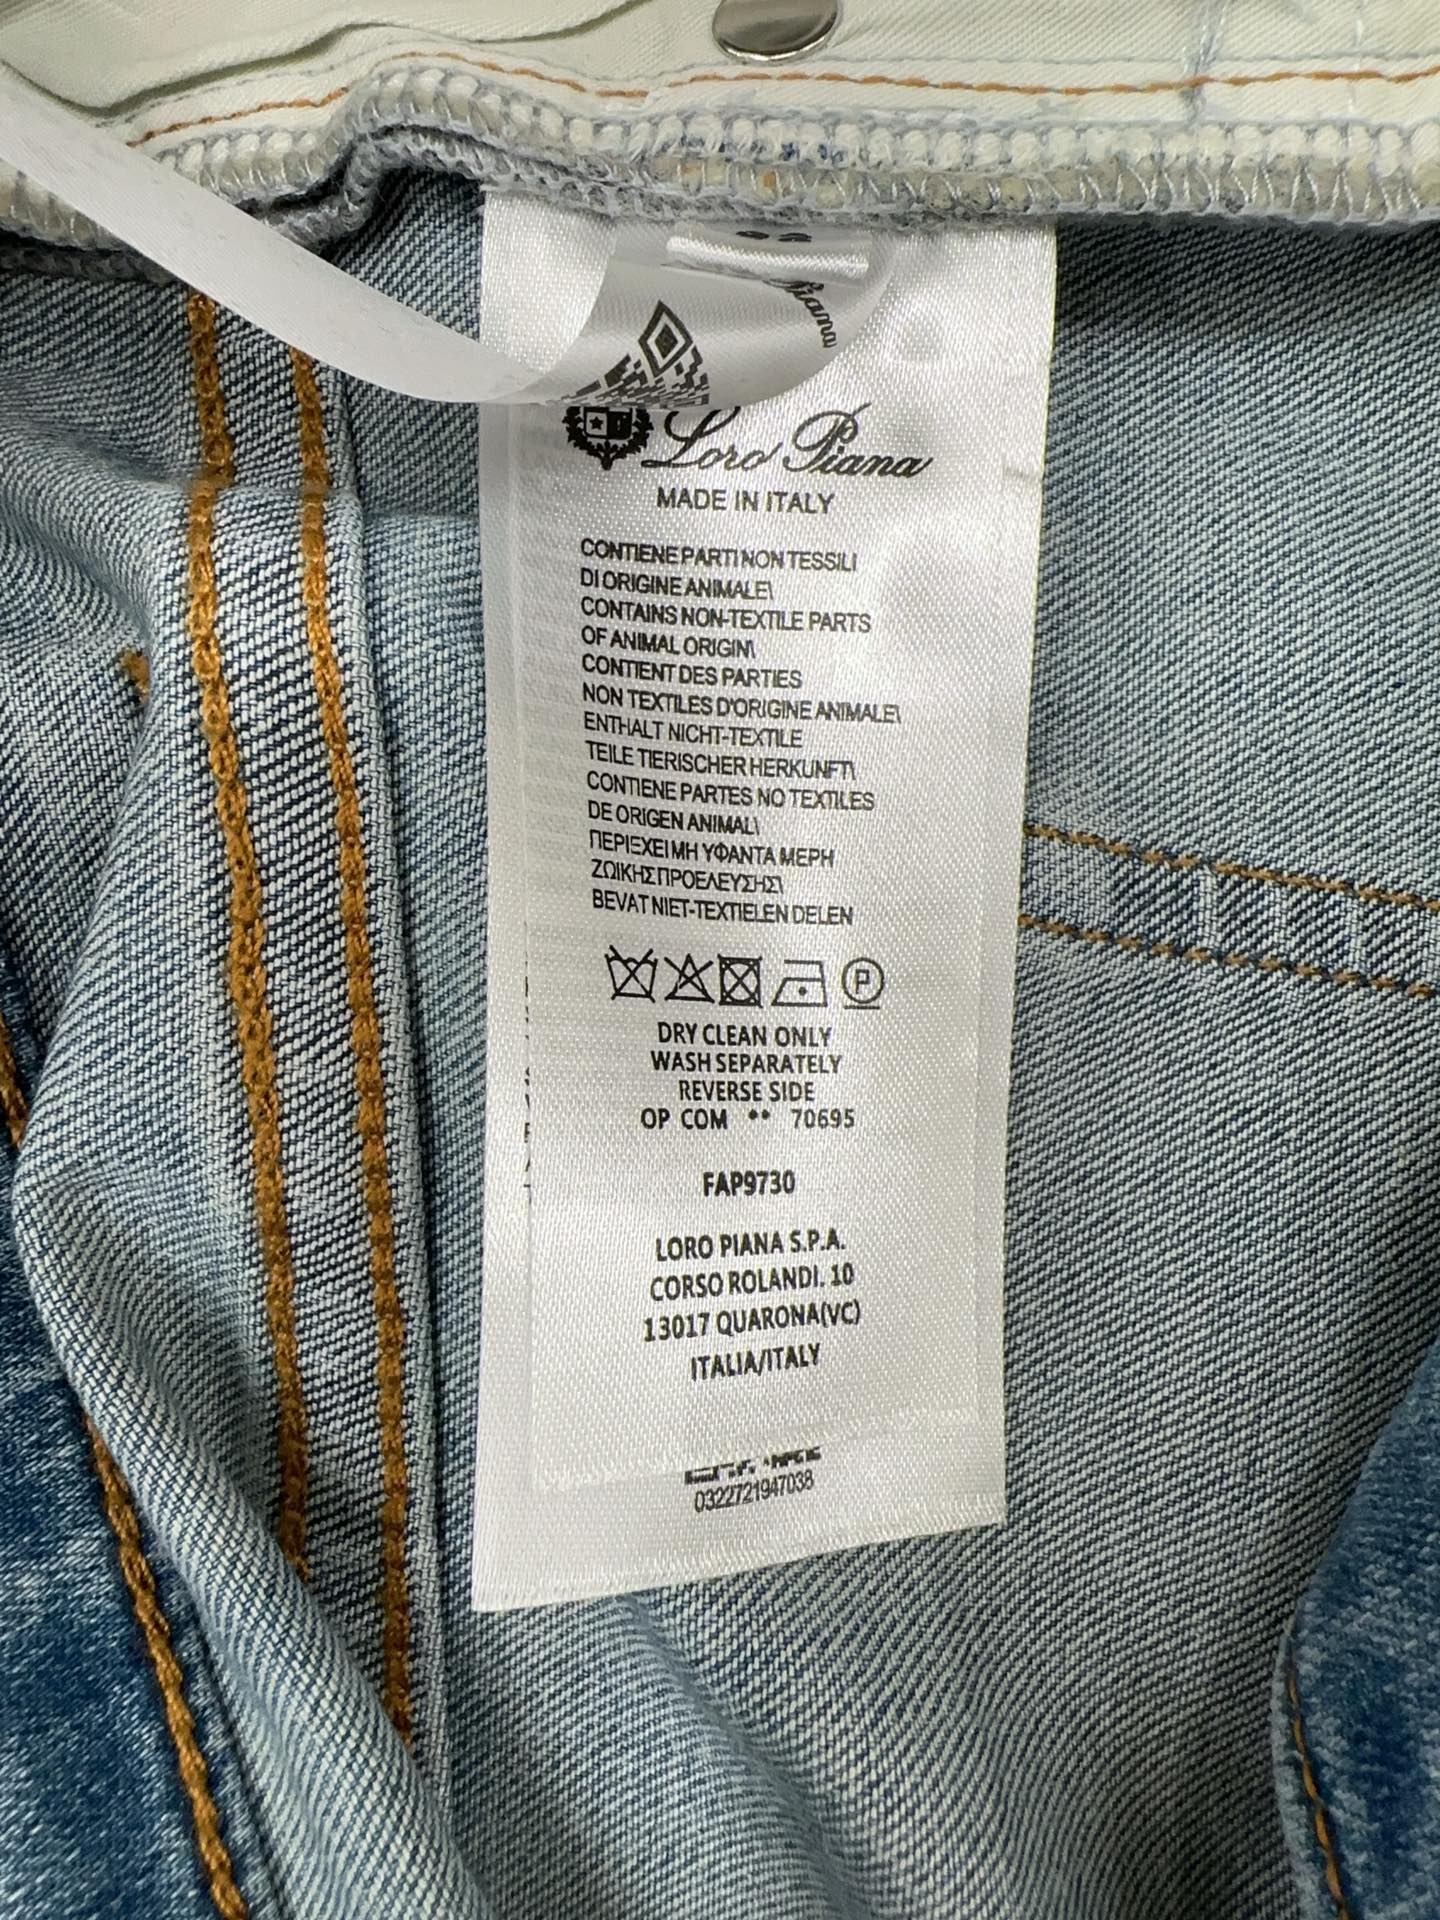 Piana
Loro Piana
MADE IN ITALY
CONTIENE PARTI NON TESSILI
DI ORIGINE ANIMALE\
CONTAINS NON-TEXTILE PARTS
OF ANIMAL ORIGIN\
CONTIENT DES PARTIES
NON TEXTILES D'ORIGINE ANIMALE\
ENTHALT NICHT-TEXTILE
TEILE TIERISCHER HERKUNFT\
CONTIENE PARTES NO TEXTILES
DE ORIGEN ANIMAL\
ΠΕΡΙΕΧΕΙ ΜΗ ΥΦΑΝΤΑ ΜΕΡΗ
ΖΩΙΚΗΣ ΠΡΟΕΛΕΥΣΗΣ\
BEVAT NIET-TEXTIELEN DELEN
P
DRY CLEAN ONLY
WASH SEPARATELY
REVERSE SIDE
OP COM ** 70695
FAP9730
LORO PIANA S.P.A.
CORSO ROLANDI. 10
13017 QUARONA(VC)
ITALIA/ITALY
0322721947038